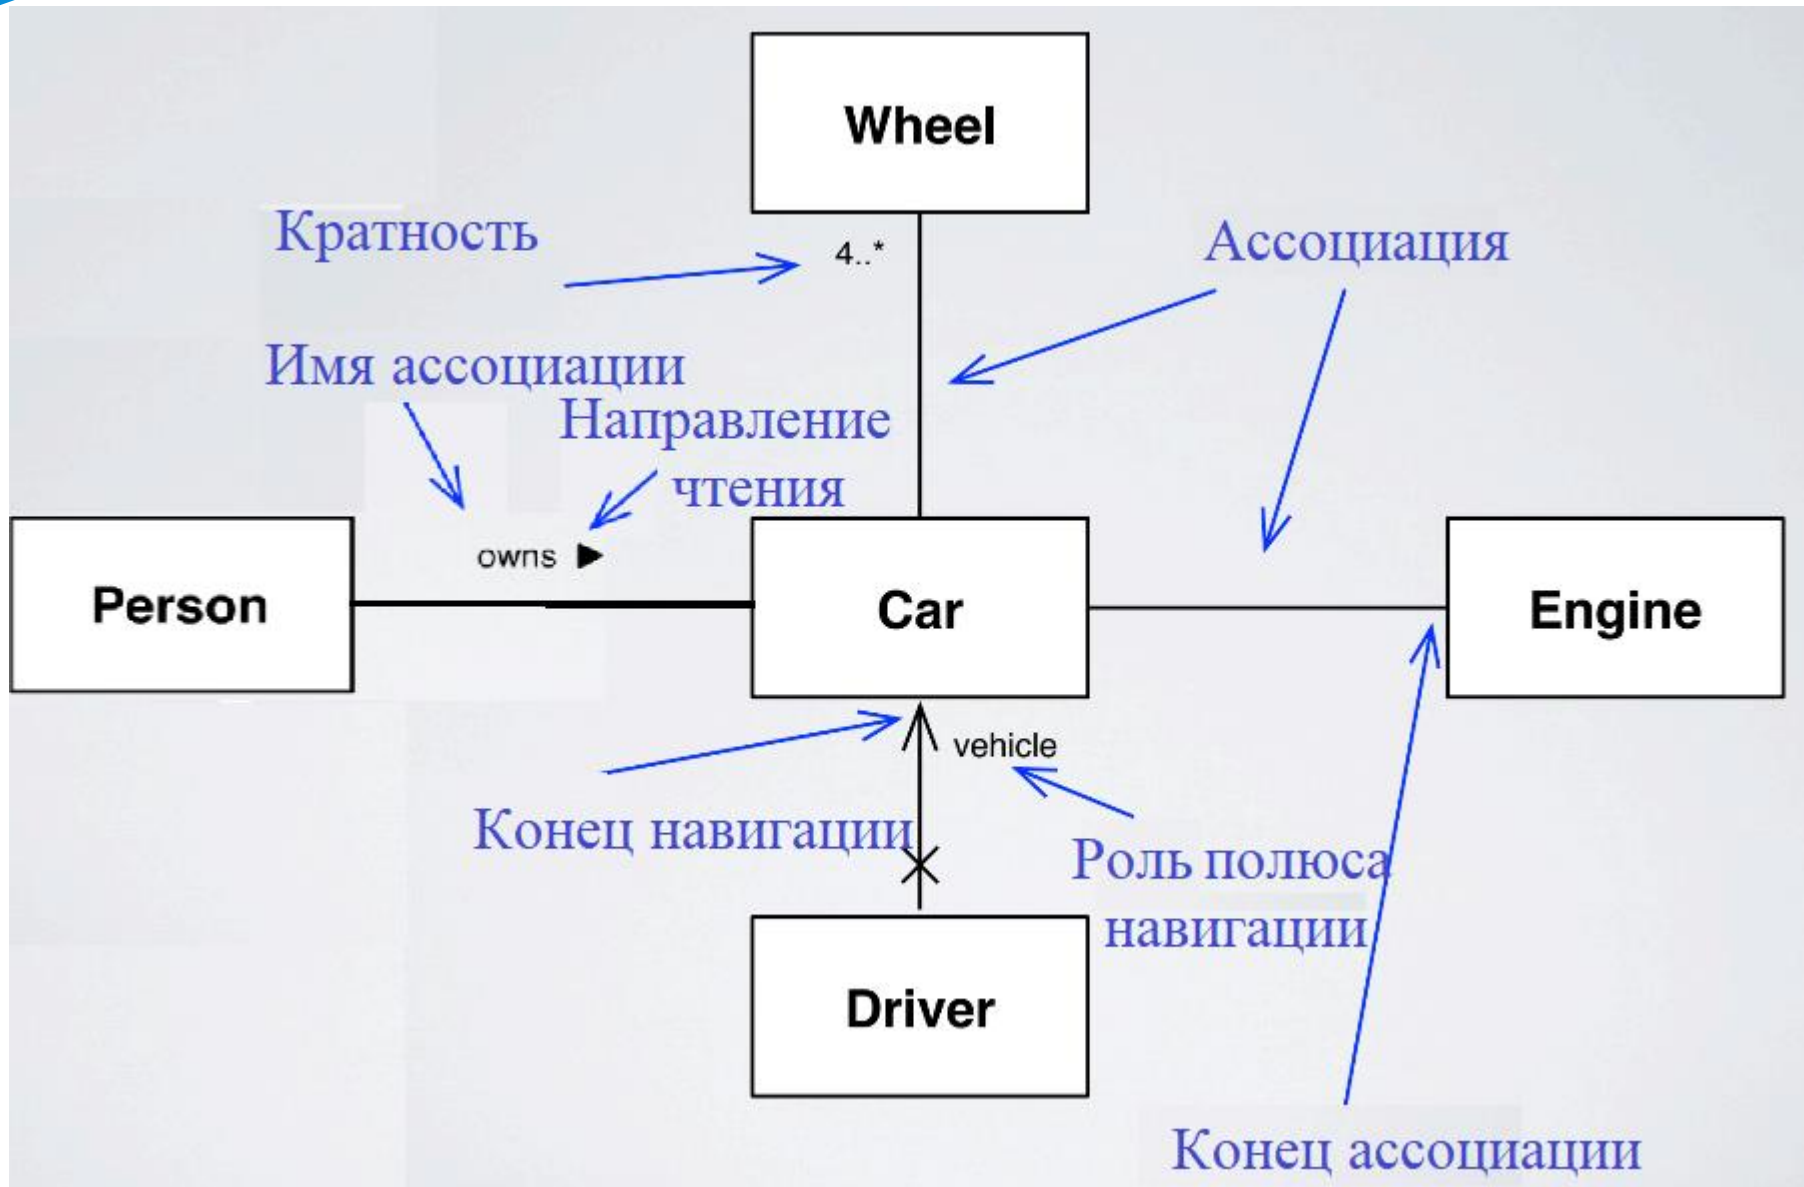 Wheel
Кратность
4..*
Ассоциация
Имя ассоциации
Направление
чтения
owns
Person
Car
Engine
vehicle
Конец навигации
Роль полюса
навигации
Driver
Конец ассоциации